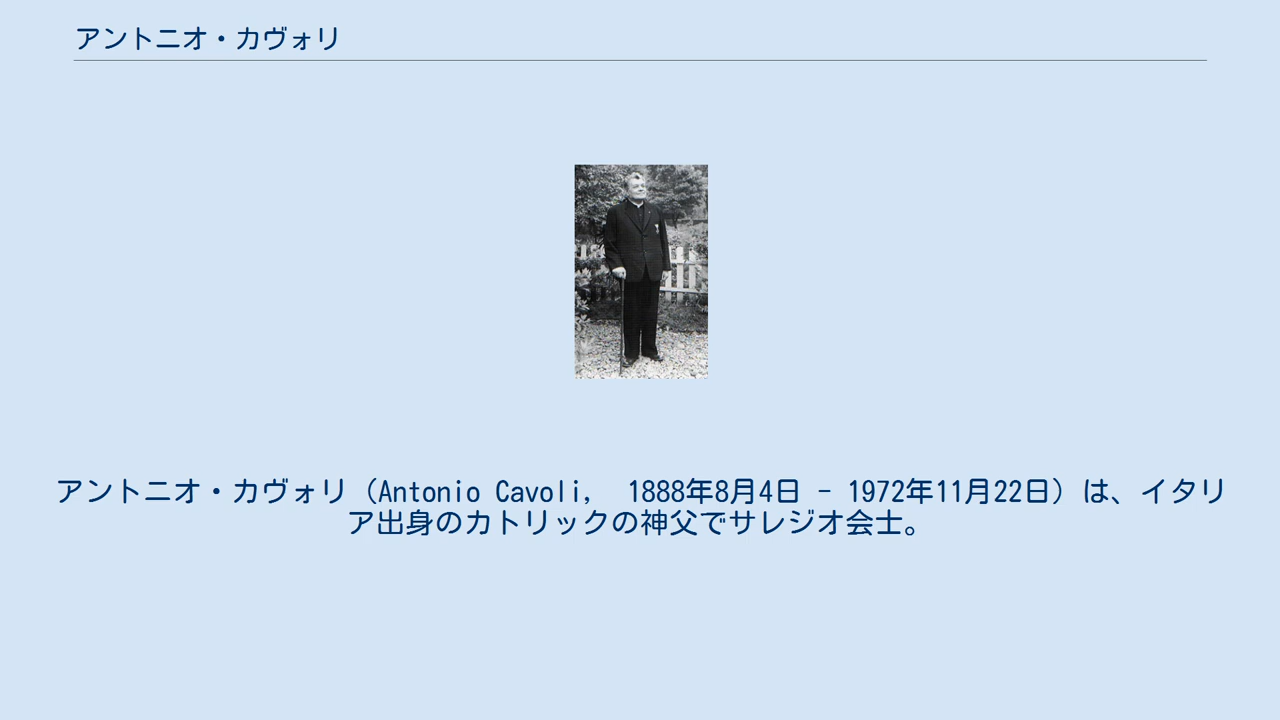 アントニオ・カヴォリ
アントニオ・カヴォリ（Antonio Cavoli,  1888年8月4日 - 1972年11月22日）は、イタリ
ア出身のカトリックの神父でサレジオ会士。